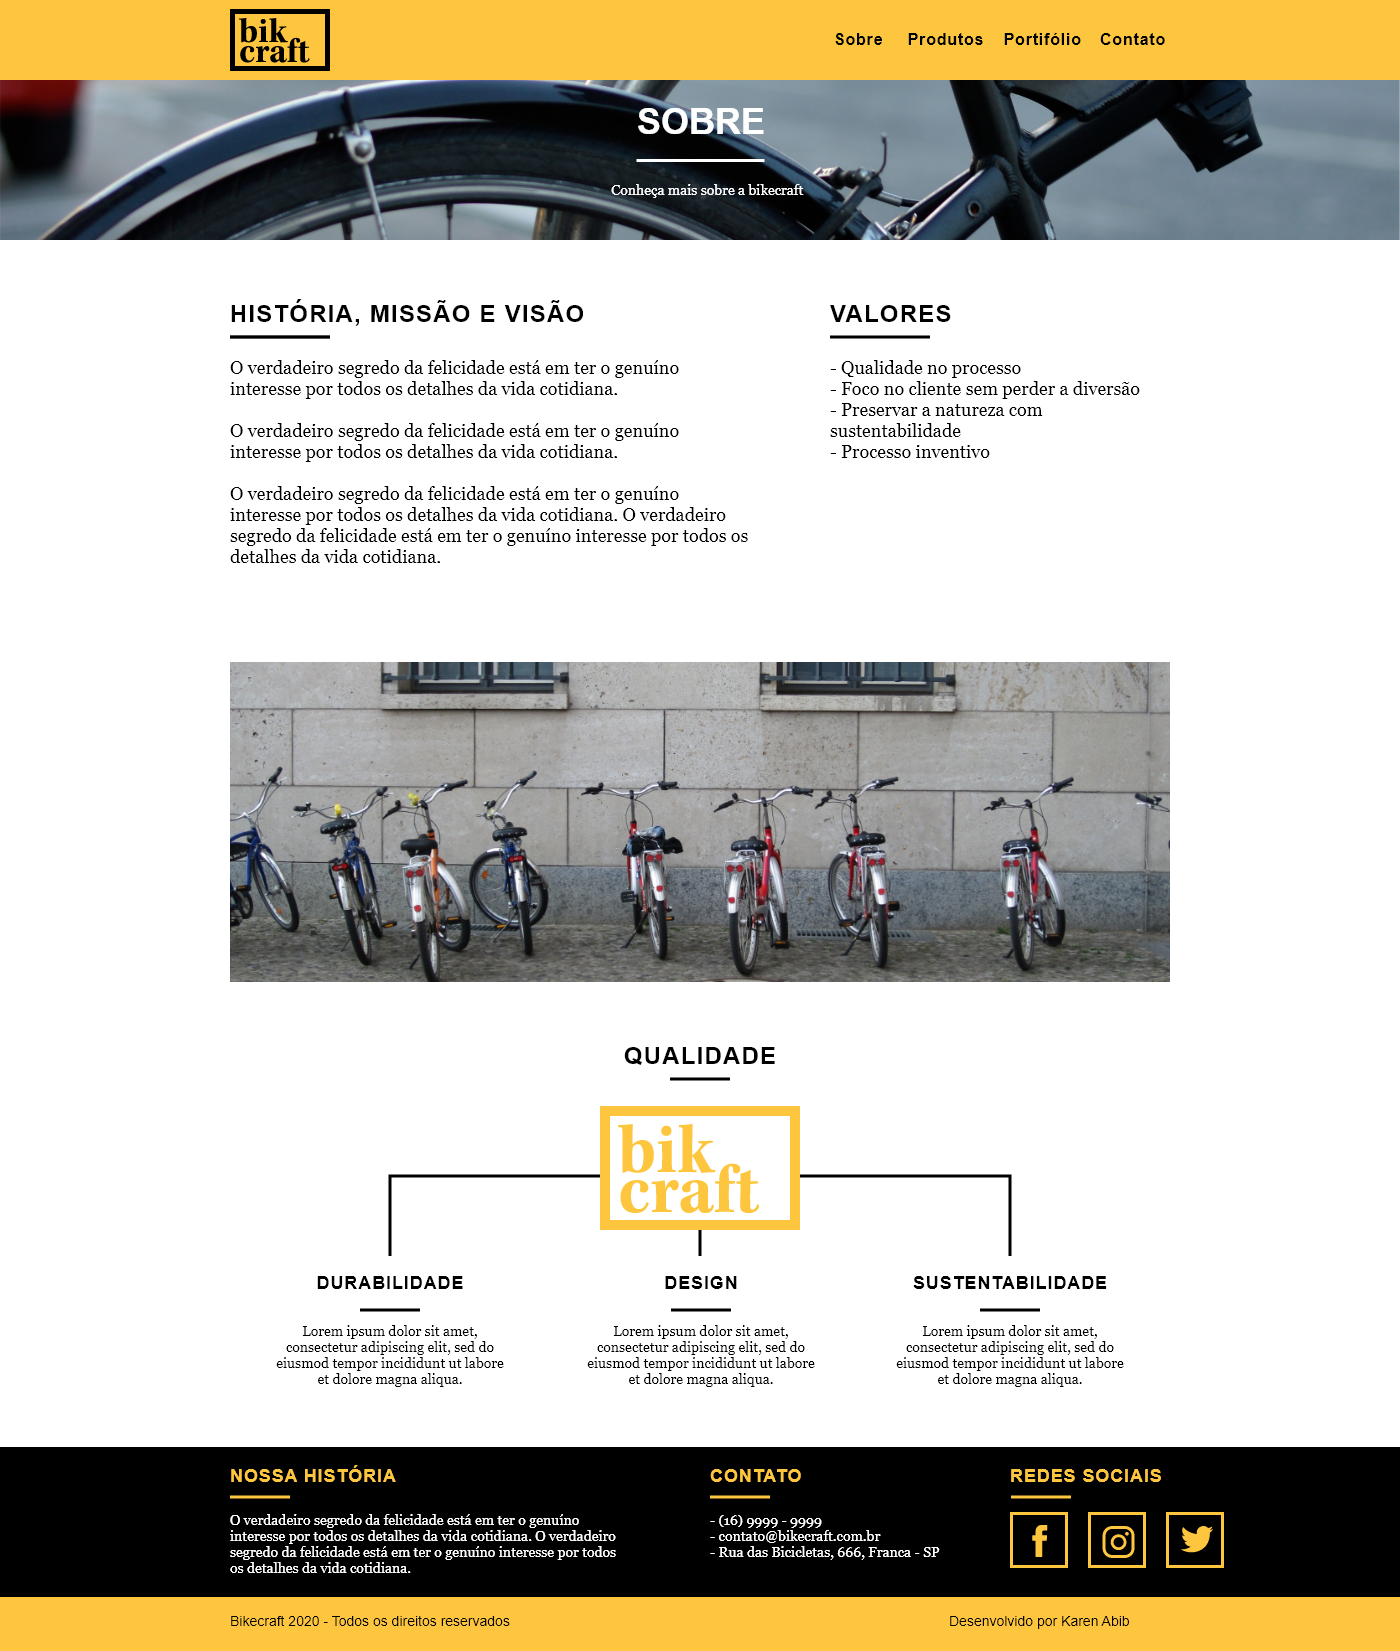 bik
craft
Sobre Produtos Portifólio Contato
SOBRE
Conheça mais sobre a bikecraft
HISTÓRIA, MISSÃO E VISÃO
O verdadeiro segredo da felicidade está em ter o genuíno
interesse por todos os detalhes da vida cotidiana.
O verdadeiro segredo da felicidade está em ter o genuíno
interesse por todos os detalhes da vida cotidiana.
O verdadeiro segredo da felicidade está em ter o genuíno
interesse por todos os detalhes da vida cotidiana. O verdadeiro
segredo da felicidade está em ter o genuíno interesse por todos os
detalhes da vida cotidiana.
VALORES
- Qualidade no processo
- Foco no cliente sem perder a diversão
- Preservar a natureza com
sustentabilidade
- Processo inventivo
QUALIDADE
bik
craft
DURABILIDADE
Lorem ipsum dolor sit amet,
consectetur adipiscing elit, sed do
eiusmod tempor incididunt ut labore
et dolore magna aliqua.
DESIGN
Lorem ipsum dolor sit amet,
consectetur adipiscing elit, sed do
eiusmod tempor incididunt ut labore
et dolore magna aliqua.
SUSTENTABILIDADE
Lorem ipsum dolor sit amet,
consectetur adipiscing elit, sed do
eiusmod tempor incididunt ut labore
et dolore magna aliqua.
NOSSA HISTÓRIA
O verdadeiro segredo da felicidade está em ter o genuíno
interesse por todos os detalhes da vida cotidiana. O verdadeiro
segredo da felicidade está em ter o genuíno interesse por todos
os detalhes da vida cotidiana.
CONTATO
- (16) 9999 - 9999
- contato@bikecraft.com.br
- Rua das Bicicletas, 666, Franca - SP
REDES SOCIAIS
Bikecraft 2020 - Todos os direitos reservados
Desenvolvido por Karen Abib